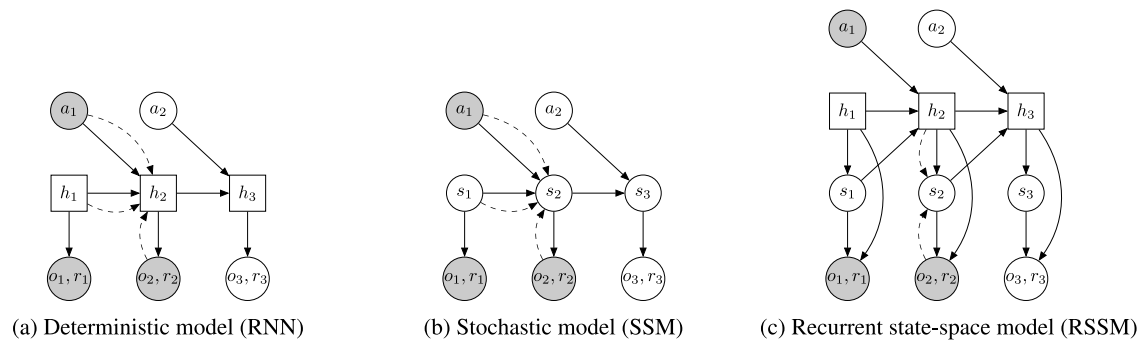 a₁ a₂
h₁ h₂ h₃
o₁, r₁ o₂, r₂ o₃, r₃
(a) Deterministic model (RNN)
a₁ a₂
s₁ s₂ s₃
o₁, r₁ o₂, r₂ o₃, r₃
(b) Stochastic model (SSM)
a₁ a₂
h₁ h₂ h₃
s₁ s₂ s₃
o₁, r₁ o₂, r₂ o₃, r₃
(c) Recurrent state-space model (RSSM)